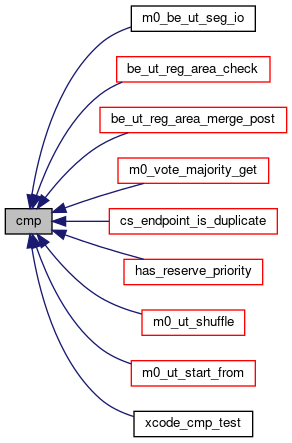 m0_be_ut_seg_io
be_ut_reg_area_check
be_ut_reg_area_merge_post
m0_vote_majority_get
cmp
cs_endpoint_is_duplicate
has_reserve_priority
m0_ut_shuffle
m0_ut_start_from
xcode_cmp_test